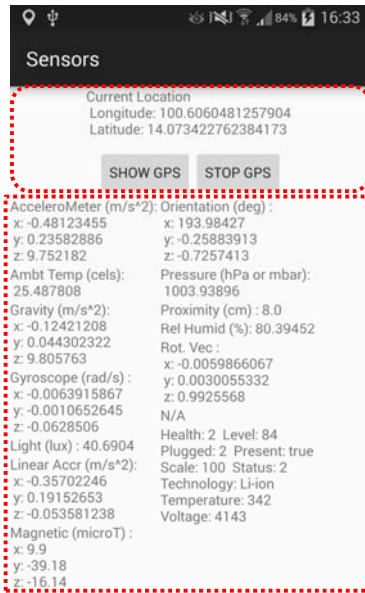 84% 16:33
Sensors
Current Location
Longitude: 100.6060481257904
Latitude: 14.073422762384173
SHOW GPS STOP GPS
AcceleroMeter (m/s^2):
x: -0.48123455
y: 0.23582886
z: 9.752182
Ambt Temp (cels):
25.487808
Gravity (m/s^2):
x: -0.12421208
y: 0.044302322
z: 9.805763
Gyroscope (rad/s) :
x: -0.0063915867
y: -0.0010652645
z: -0.0628506
Light (lux) : 40.6904
Linear Accr (m/s^2):
x: -0.35702246
y: 0.19152653
z: -0.053581238
Magnetic (microT) :
x: 9.9
y: -39.18
z: -16.14
Orientation (deg) :
x: 193.98427
y: -0.25883913
z: -0.7257413
Pressure (hPa or mbar):
1003.93896
Proximity (cm) : 8.0
Rel Humid (%): 80.39452
Rot. Vec :
x: -0.0059866067
y: 0.0030055332
z: 0.9925568
N/A
Health: 2 Level: 84
Plugged: 2 Present: true
Scale: 100 Status: 2
Technology: Li-ion
Temperature: 342
Voltage: 4143